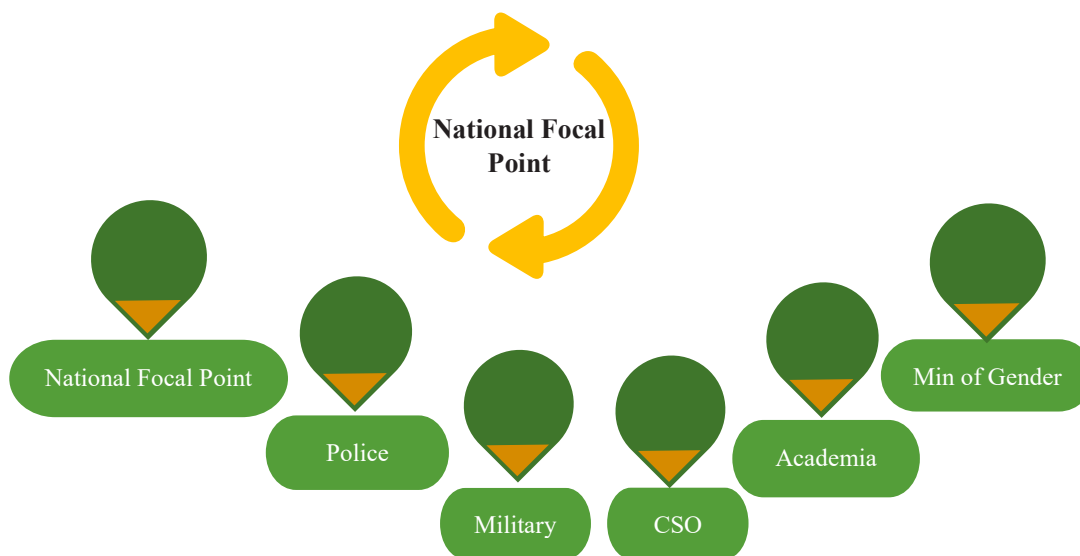 National Focal
Point
National Focal Point
Police
Military
CSO
Academia
Min of Gender